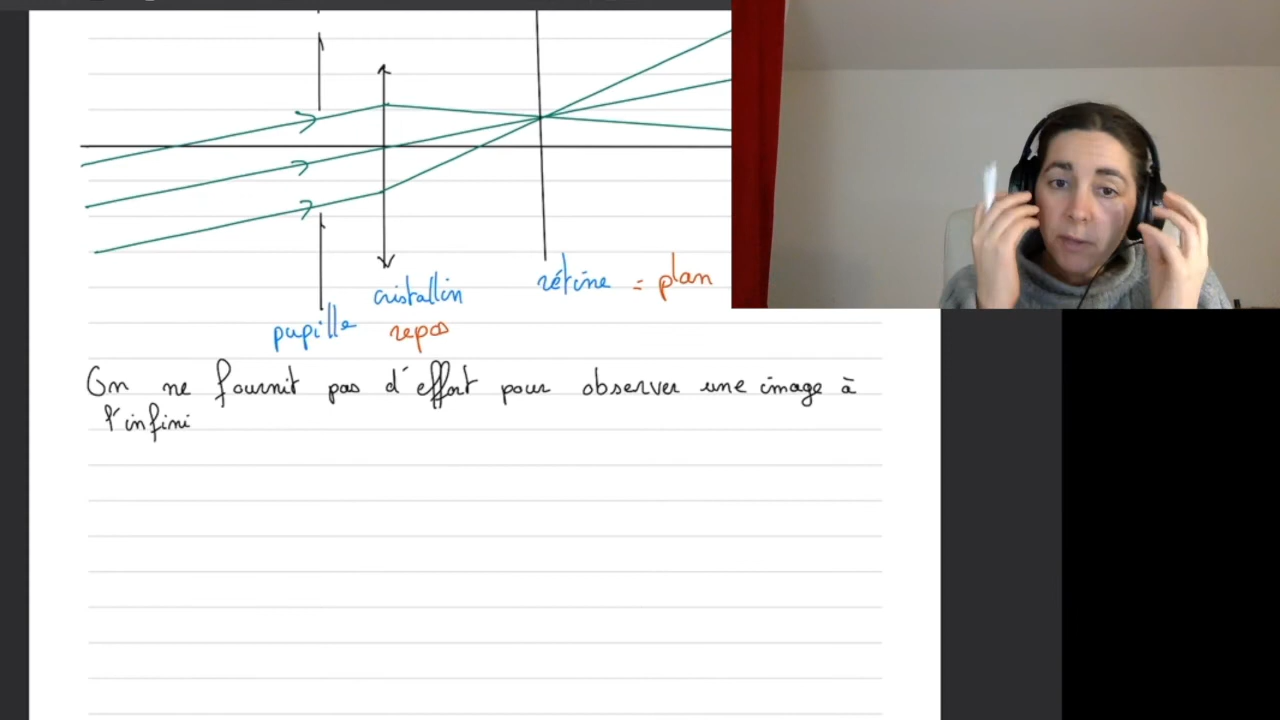 cristallin
rétine = plan
pupille
repos
On ne fournit pas d'effort pour observer une image à
l'infini